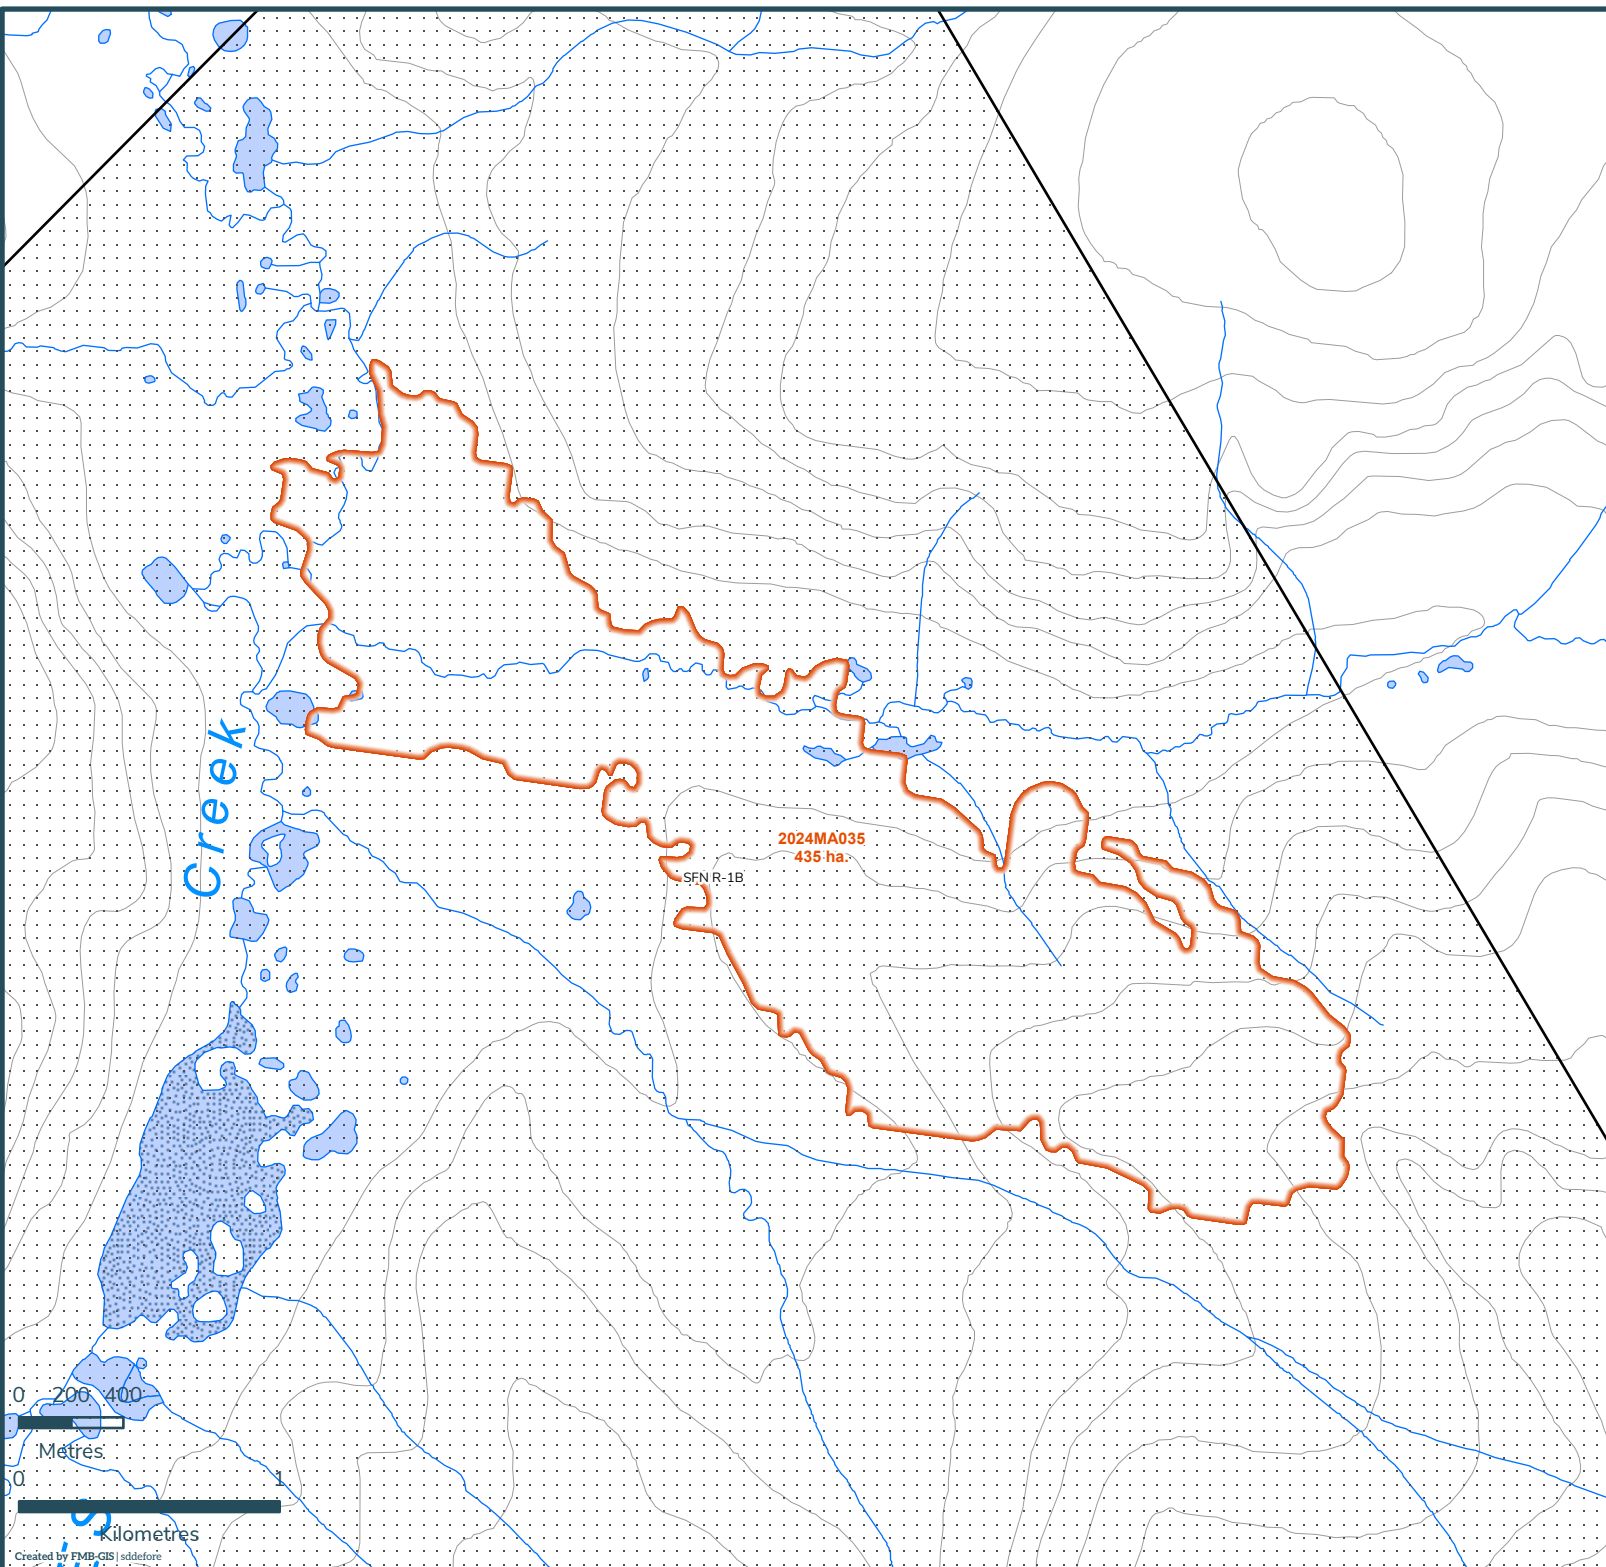 2024MA035
435 ha.
SFN R-1B
Creek
0 200 400
Metres
0 1
Kilometres
Created by FMB-GIS | sddefore